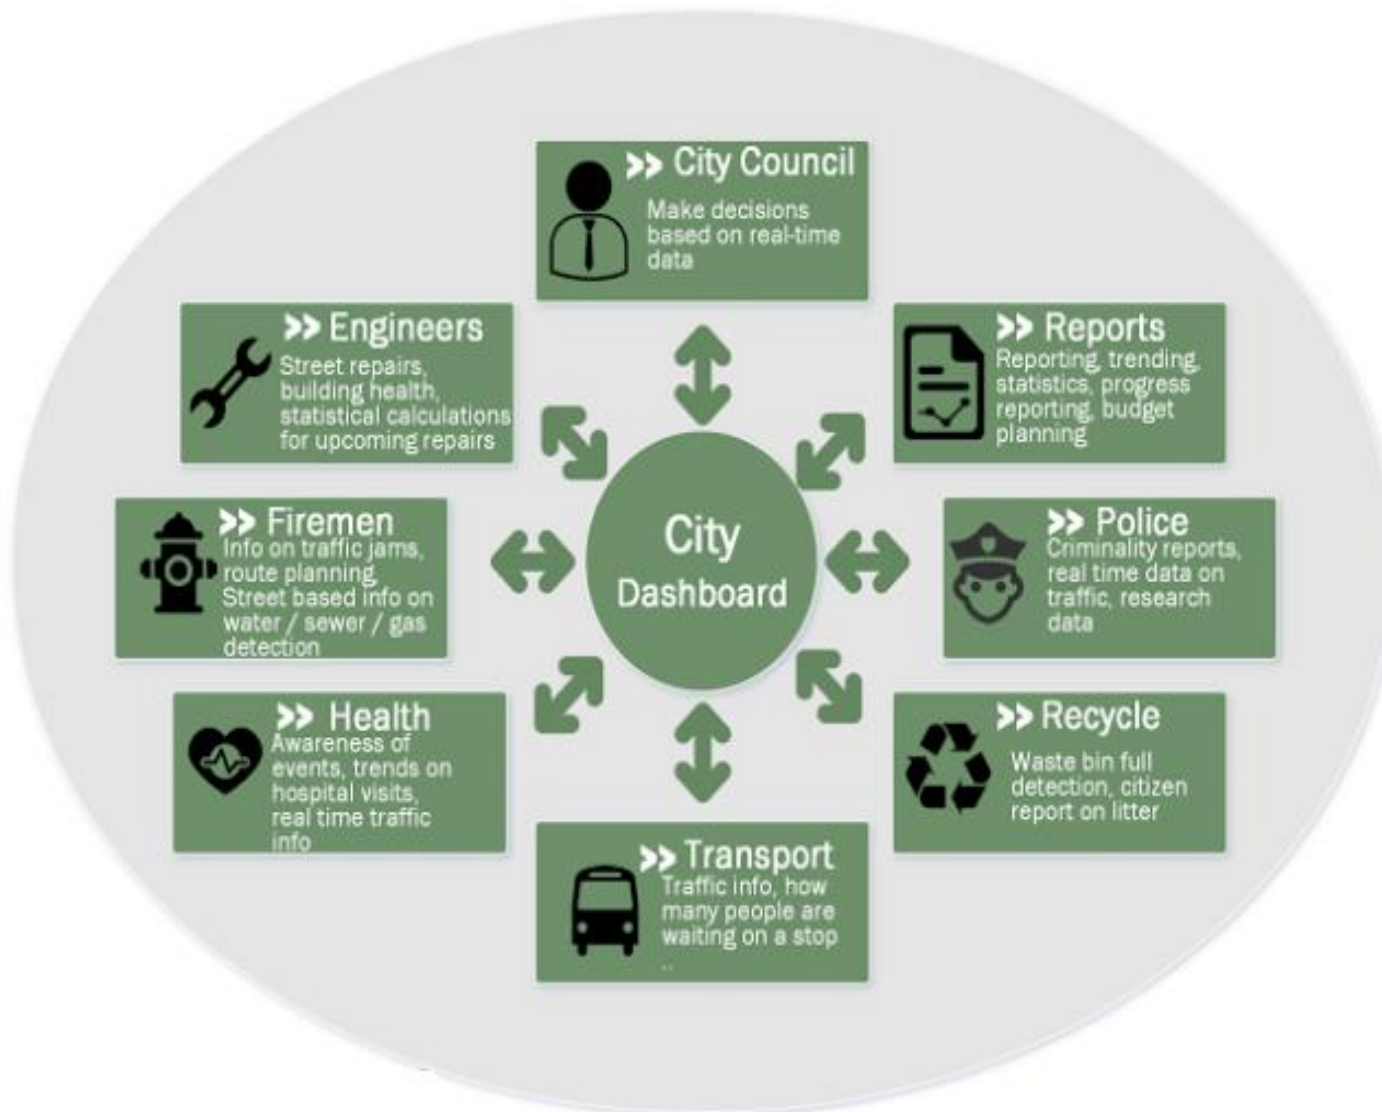 >> City Council
Make decisions
based on real-time
data
>> Engineers
Street repairs,
building health,
statistical calculations
for upcoming repairs
>> Reports
Reporting, trending,
statistics, progress
reporting, budget
planning
>> Firemen
Info on traffic jams,
route planning,
Street based info on
water / sewer / gas
detection
City
Dashboard
>> Police
Criminality reports,
real time data on
traffic, research
data
>> Health
Awareness of
events, trends on
hospital visits,
real time traffic
info
>> Recycle
Waste bin full
detection, citizen
report on litter
>> Transport
Traffic info, how
many people are
waiting on a stop
..